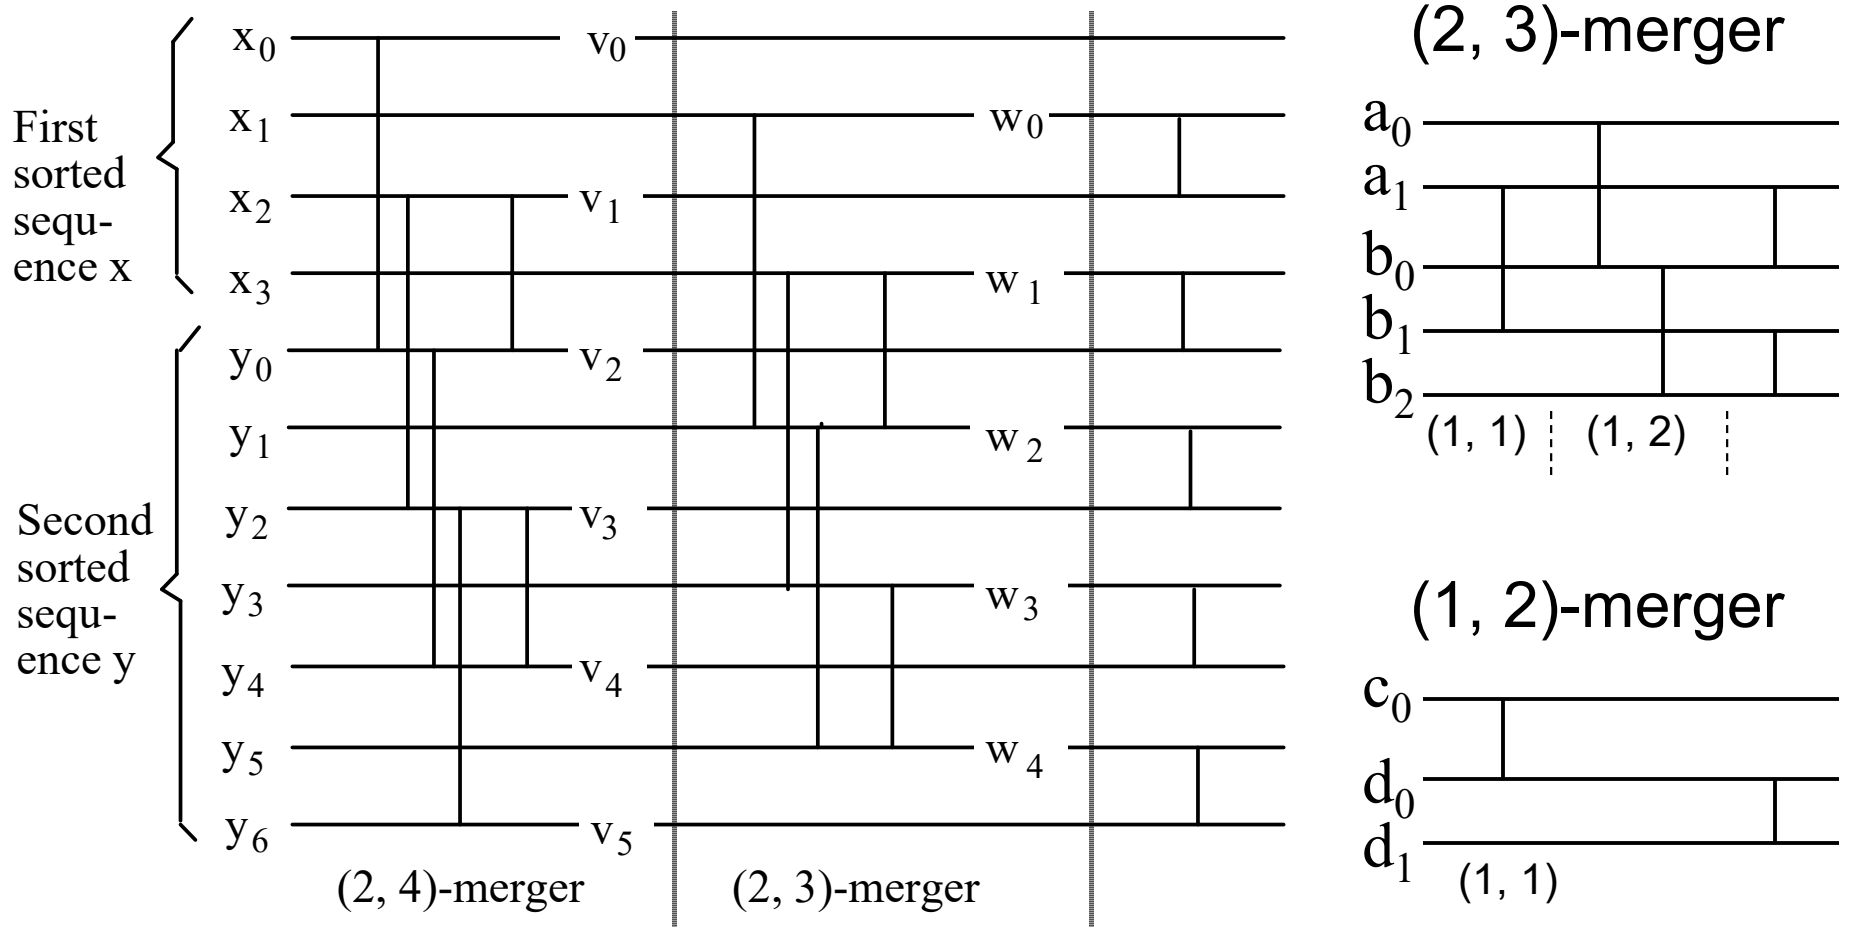 First
sorted
sequ-
ence x
Second
sorted
sequ-
ence y
x0 v0
x1 w0
x2 v1
x3 w1
y0 v2
y1 w2
y2 v3
y3 w3
y4 v4
y5 w4
y6 v5
(2, 4)-merger (2, 3)-merger
(2, 3)-merger
a0
a1
b0
b1
b2
(1, 1) (1, 2)
(1, 2)-merger
c0
d0
d1
(1, 1)